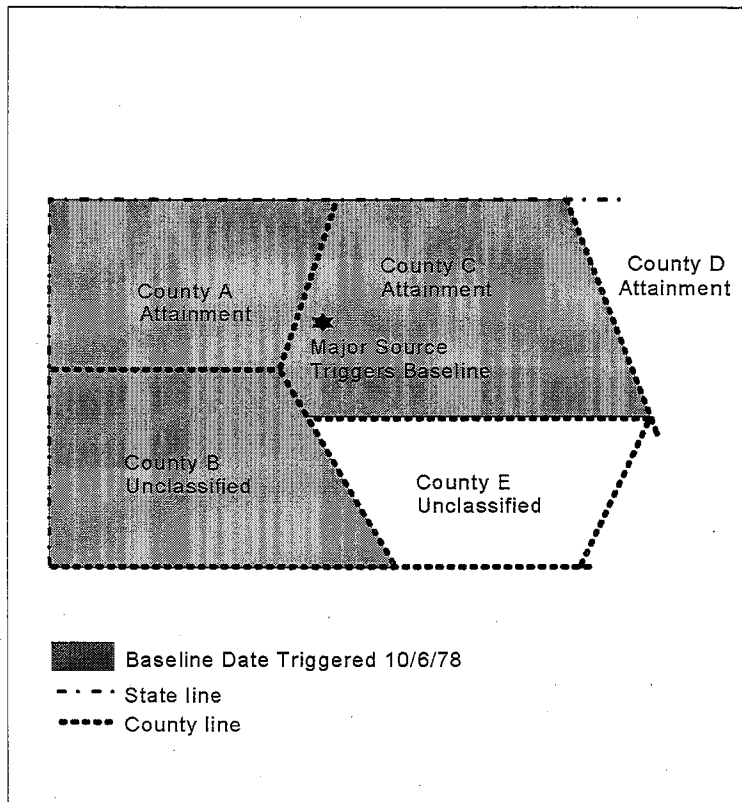 County A
Attainment
County C
Attainment
County D
Attainment
Major Source
Triggers Baseline
County B
Unclassified
County E
Unclassified
Baseline Date Triggered 10/6/78
State line
County line